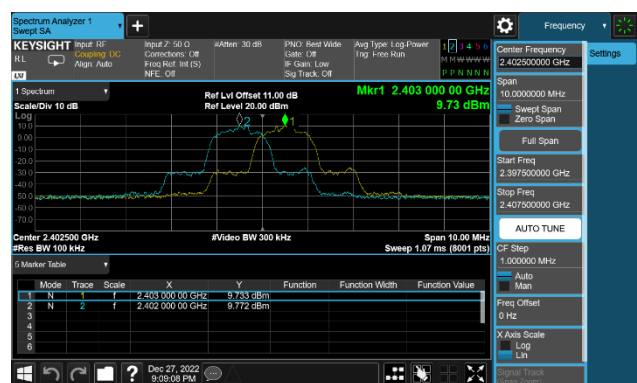 Spectrum Analyzer 1
Swept SA
+
Frequency
KEYSIGHT
Input: RF
Coupling: DC
Align: Auto
Input Z: 50 Ω
Corrections: Off
Freq Ref: Int (S)
NFE: Off
#Atten: 30 dB
PNO: Best Wide
Gate: Off
IF Gain: Low
Sig Track: Off
Avg Type: Log-Power
Trig: Free Run
1 2 3 4 5 6
M M W W W W
P P N N N N
RL
LXI
Center Frequency
2.402500000 GHz
Settings
Span
10.0000000 MHz
Swept Span
Zero Span
Full Span
Start Freq
2.397500000 GHz
Stop Freq
2.407500000 GHz
AUTO TUNE
CF Step
1.000000 MHz
Auto
Man
Freq Offset
0 Hz
X Axis Scale
Log
Lin
Signal Track
(Span Zoom)
1 Spectrum
Scale/Div 10 dB
Ref Lvl Offset 11.00 dB
Ref Level 20.00 dBm
Mkr1 2.403 000 00 GHz
9.73 dBm
Log
2
1
10.0
0.00
-10.0
-20.0
-30.0
-40.0
-50.0
-60.0
-70.0
Center 2.402500 GHz
#Res BW 100 kHz
#Video BW 300 kHz
Span 10.00 MHz
Sweep 1.07 ms (8001 pts)
5 Marker Table
Mode Trace Scale X Y Function Function Width Function Value
1 N 1 f 2.403 000 00 GHz 9.733 dBm
2 N 2 f 2.402 000 00 GHz 9.772 dBm
3
4
5
6
?
Dec 27, 2022
9:09:08 PM